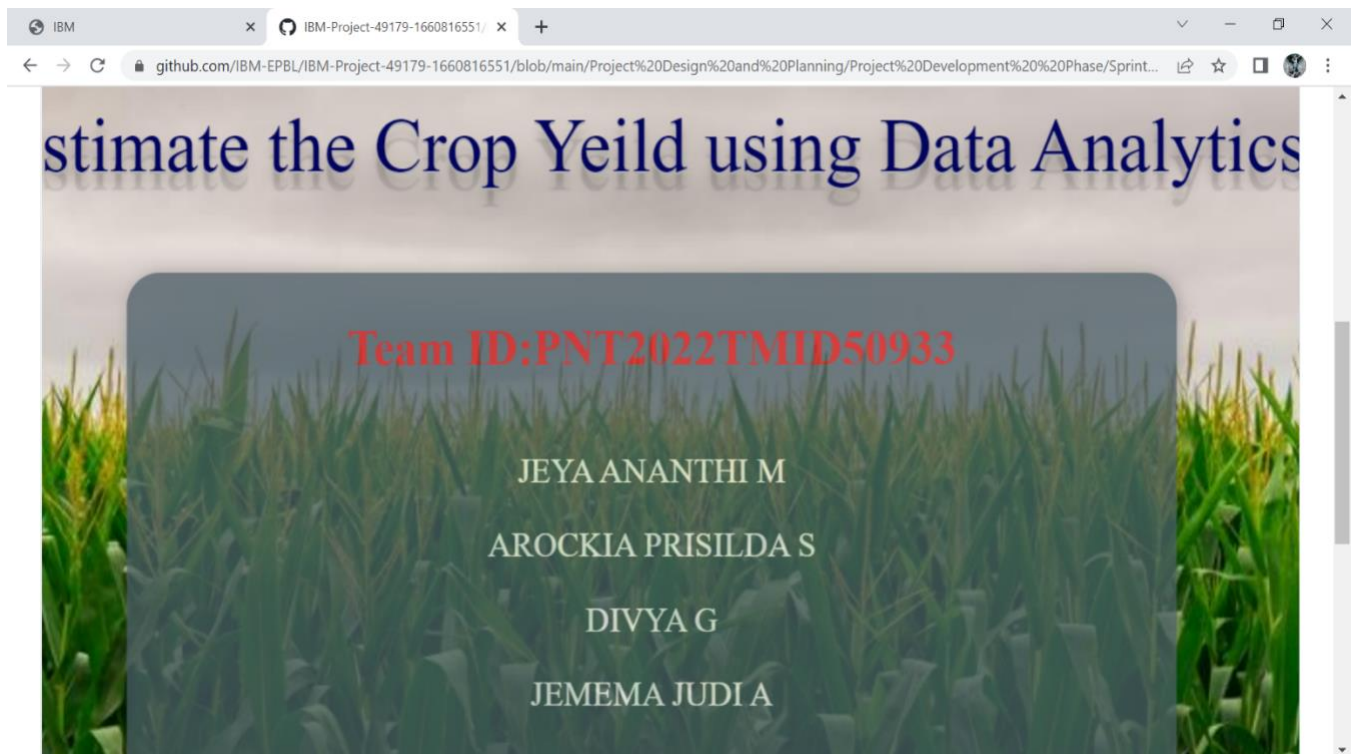 IBM
IBM-Project-49179-1660816551/
github.com/IBM-EPBL/IBM-Project-49179-1660816551/blob/main/Project%20Design%20and%20Planning/Project%20Development%20%20Phase/Sprint...
stimate the Crop Yeild using Data Analytics
Team ID:PNT2022TMID50933
JEYA ANANTHI M
AROCKIA PRISILDA S
DIVYA G
JEMEMA JUDI A